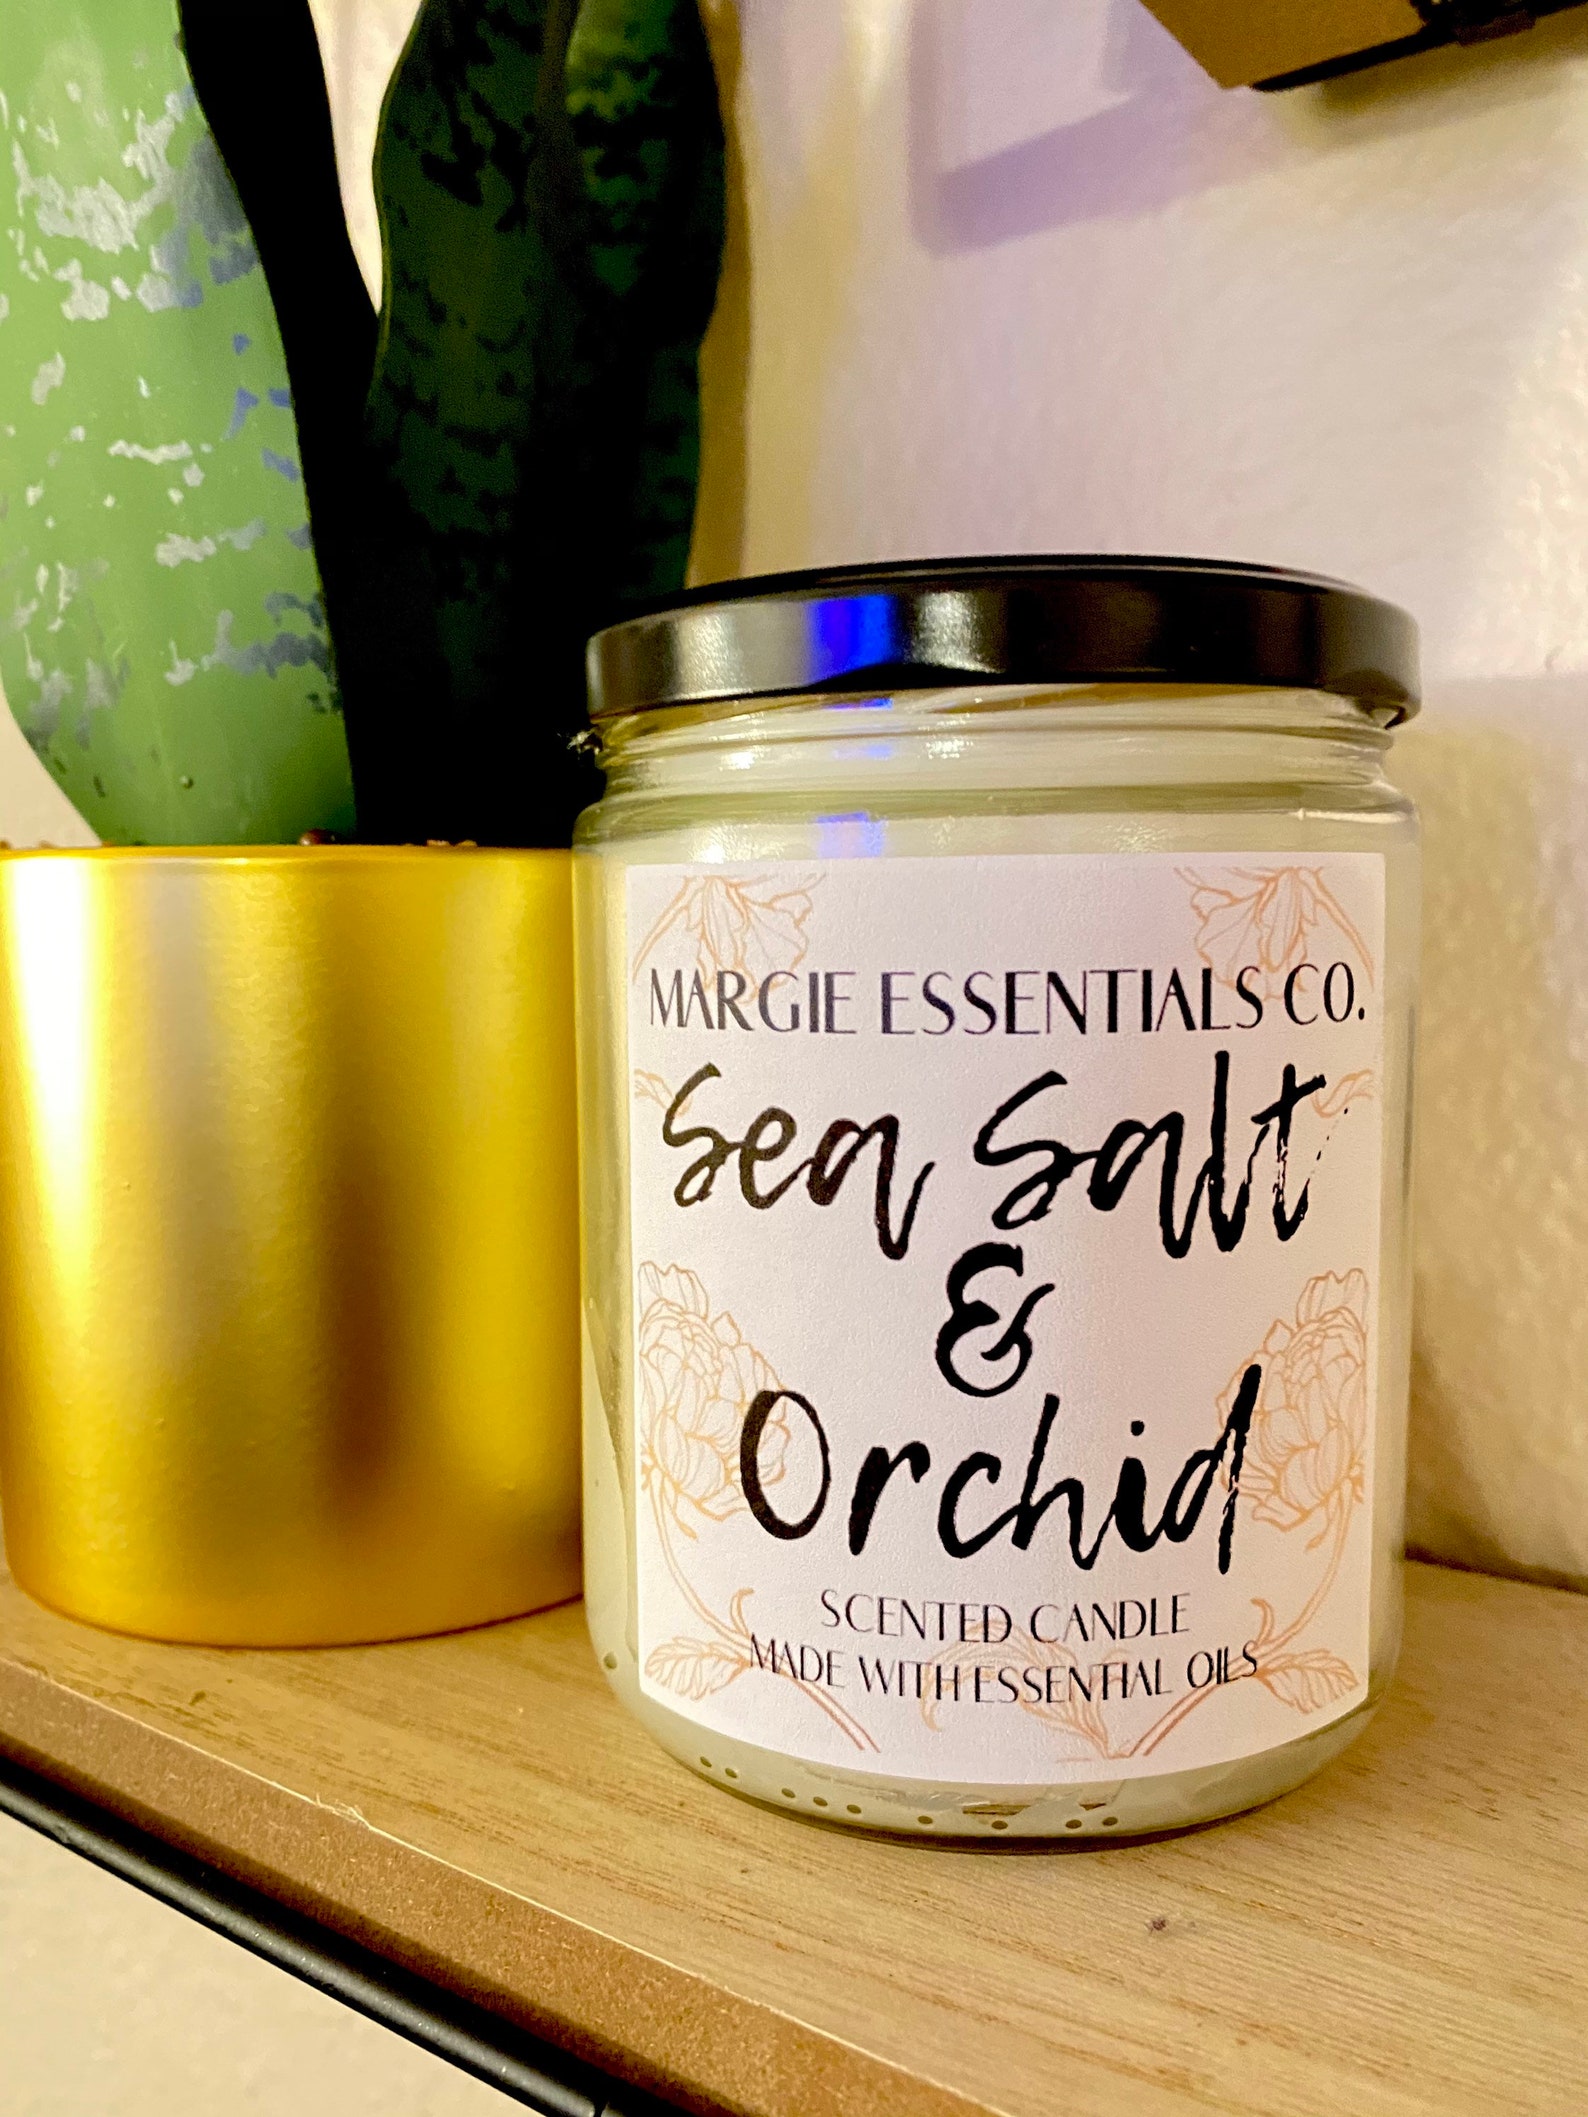 MARGIE ESSENTIALS CO.
Sea Salt
&
Orchid
SCENTED CANDLE
MADE WITH ESSENTIAL OILS